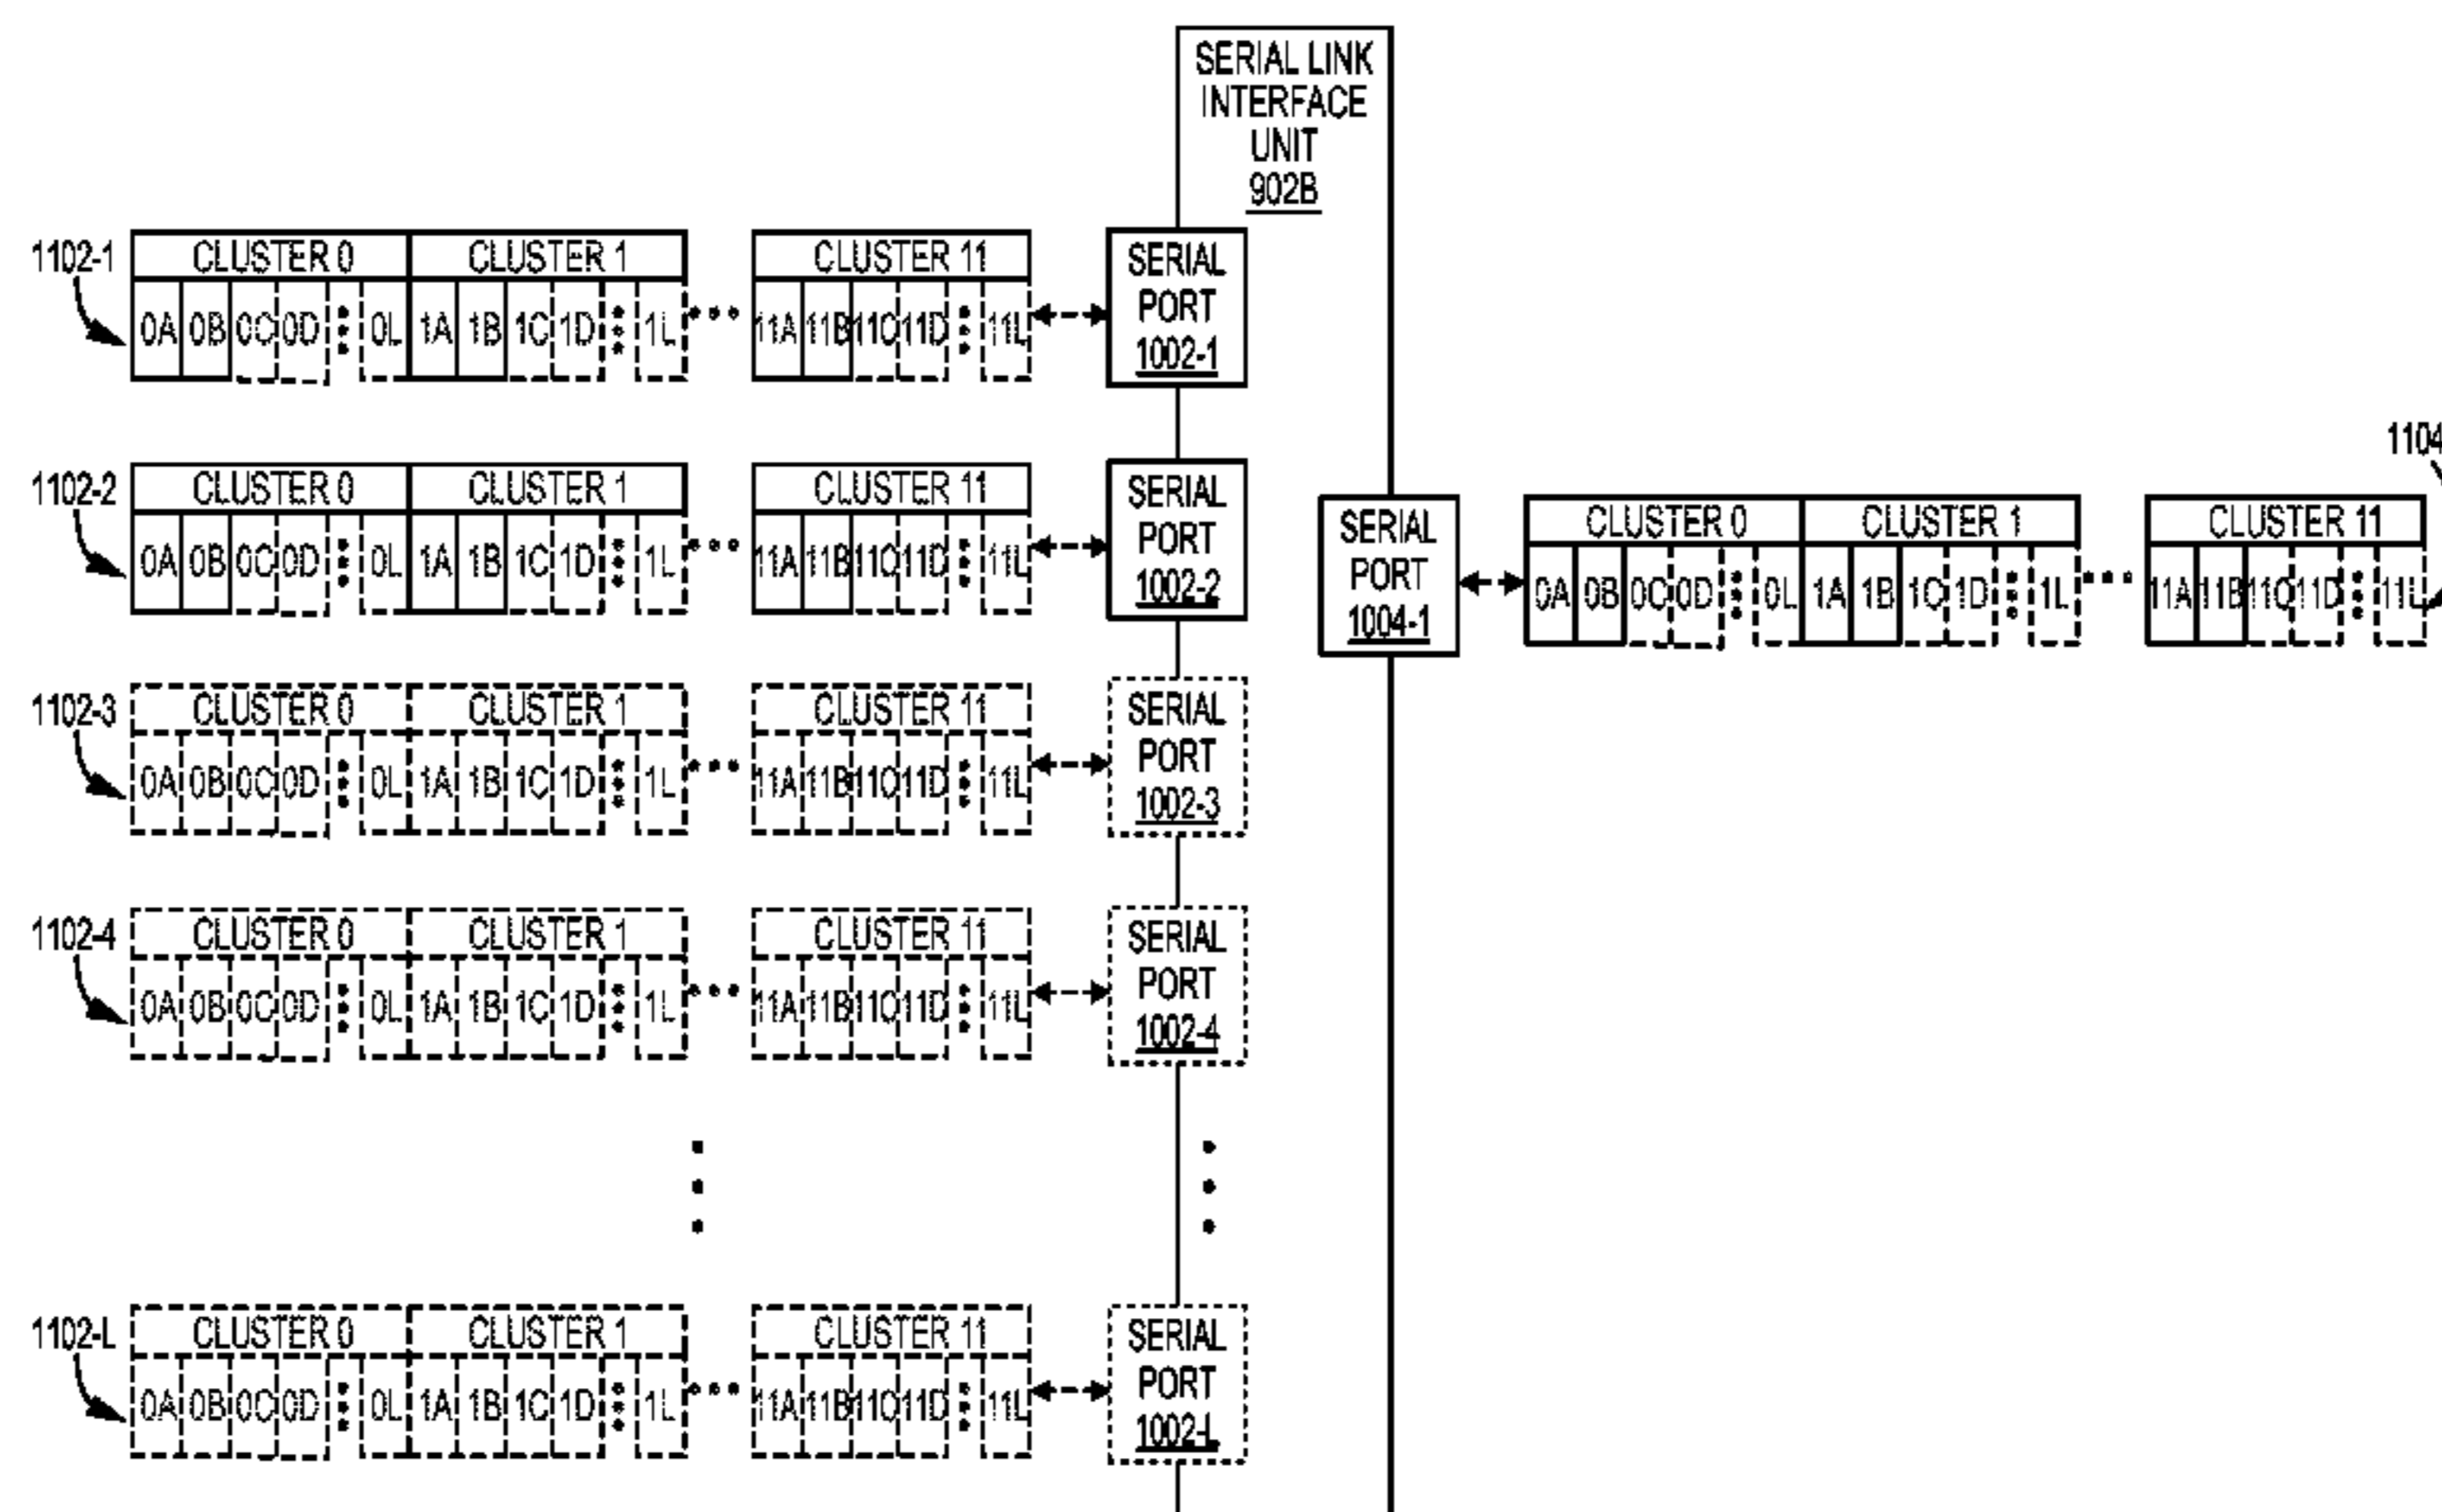 SERIAL LINK
INTERFACE
UNIT
902B
1102-1
CLUSTER 0 CLUSTER 1 CLUSTER 11
0A 0B 0C 0D 0L 1A 1B 1C 1D 1L 11A 11B 11C 11D 11L
SERIAL
PORT
1002-1
1102-2
CLUSTER 0 CLUSTER 1 CLUSTER 11
0A 0B 0C 0D 0L 1A 1B 1C 1D 1L 11A 11B 11C 11D 11L
SERIAL
PORT
1002-2
1104
SERIAL
PORT
1004-1
CLUSTER 0 CLUSTER 1 CLUSTER 11
0A 0B 0C 0D 0L 1A 1B 1C 1D 1L 11A 11B 11C 11D 11L
1102-3
CLUSTER 0 CLUSTER 1 CLUSTER 11
0A 0B 0C 0D 0L 1A 1B 1C 1D 1L 11A 11B 11C 11D 11L
SERIAL
PORT
1002-3
1102-4
CLUSTER 0 CLUSTER 1 CLUSTER 11
0A 0B 0C 0D 0L 1A 1B 1C 1D 1L 11A 11B 11C 11D 11L
SERIAL
PORT
1002-4
1102-L
CLUSTER 0 CLUSTER 1 CLUSTER 11
0A 0B 0C 0D 0L 1A 1B 1C 1D 1L 11A 11B 11C 11D 11L
SERIAL
PORT
1002-L